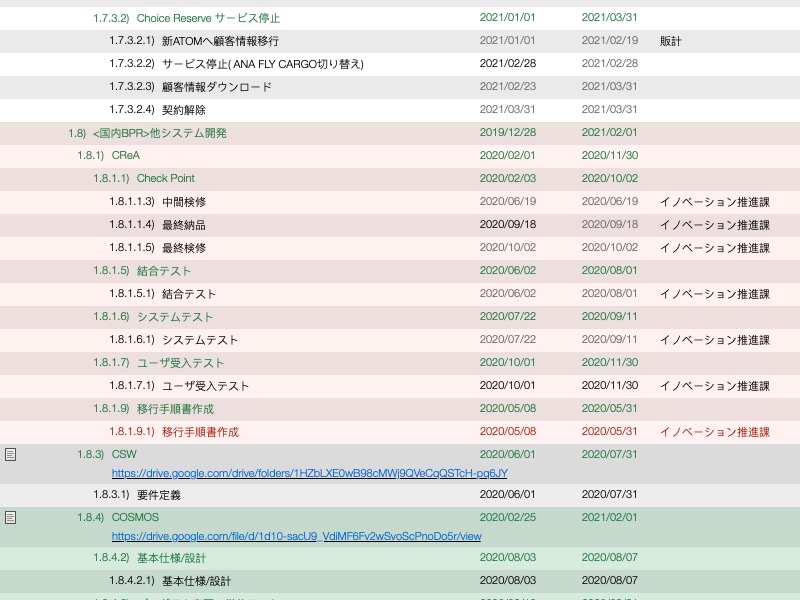 1.7.3.2) Choice Reserve サービス停止 2021/01/01 2021/03/31
1.7.3.2.1) 新ATOMへ顧客情報移行 2021/01/01 2021/02/19 販計
1.7.3.2.2) サービス停止( ANA FLY CARGO切り替え) 2021/02/28 2021/02/28
1.7.3.2.3) 顧客情報ダウンロード 2021/02/23 2021/03/31
1.7.3.2.4) 契約解除 2021/03/31 2021/03/31
1.8) <国内BPR>他システム開発 2019/12/28 2021/02/01
1.8.1) CReA 2020/02/01 2020/11/30
1.8.1.1) Check Point 2020/02/03 2020/10/02
1.8.1.1.3) 中間検修 2020/06/19 2020/06/19 イノベーション推進課
1.8.1.1.4) 最終納品 2020/09/18 2020/09/18 イノベーション推進課
1.8.1.1.5) 最終検修 2020/10/02 2020/10/02 イノベーション推進課
1.8.1.5) 結合テスト 2020/06/02 2020/08/01
1.8.1.5.1) 結合テスト 2020/06/02 2020/08/01 イノベーション推進課
1.8.1.6) システムテスト 2020/07/22 2020/09/11
1.8.1.6.1) システムテスト 2020/07/22 2020/09/11 イノベーション推進課
1.8.1.7) ユーザ受入テスト 2020/10/01 2020/11/30
1.8.1.7.1) ユーザ受入テスト 2020/10/01 2020/11/30 イノベーション推進課
1.8.1.9) 移行手順書作成 2020/05/08 2020/05/31
1.8.1.9.1) 移行手順書作成 2020/05/08 2020/05/31 イノベーション推進課
1.8.3) CSW 2020/06/01 2020/07/31
https://drive.google.com/drive/folders/1HZbLXE0wB98cMWj9QVeCqQSTcH-pq6JY
1.8.3.1) 要件定義 2020/06/01 2020/07/31
1.8.4) COSMOS 2020/02/25 2021/02/01
https://drive.google.com/file/d/1d10-sacU9_VdiMF6Fv2wSvoScPnoDo5r/view
1.8.4.2) 基本仕様/設計 2020/08/03 2020/08/07
1.8.4.2.1) 基本仕様/設計 2020/08/03 2020/08/07